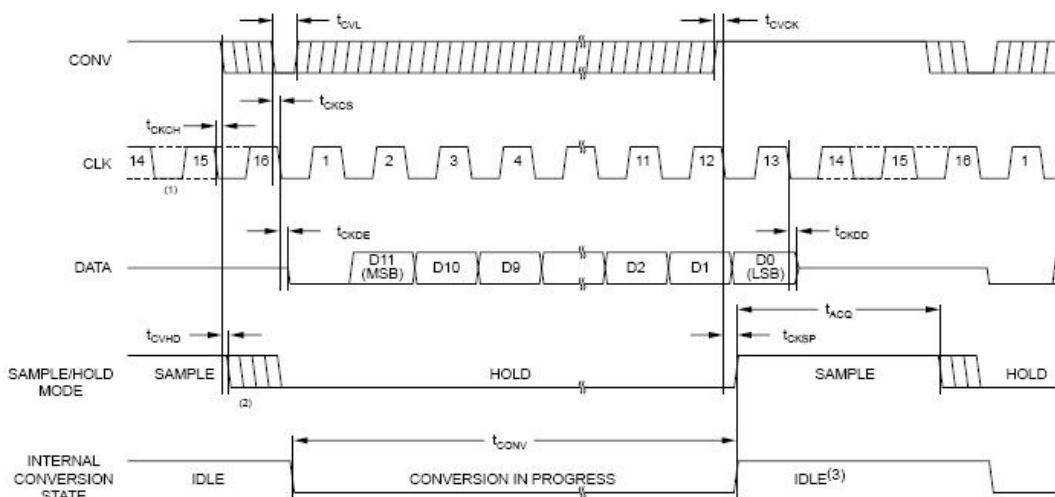 tCVL
tCVCK
CONV
tCKCS
tCKCH
CLK
14 15 16 1 2 3 4 11 12 13 14 15 16 1
(1)
tCKDE
tCKDD
DATA
D11 (MSB) D10 D9 D2 D1 D0 (LSB)
tACQ
tCVHD
tCKSP
SAMPLE/HOLD
MODE
SAMPLE HOLD SAMPLE HOLD
(2)
tCONV
INTERNAL
CONVERSION
STATE
IDLE CONVERSION IN PROGRESS IDLE(3)